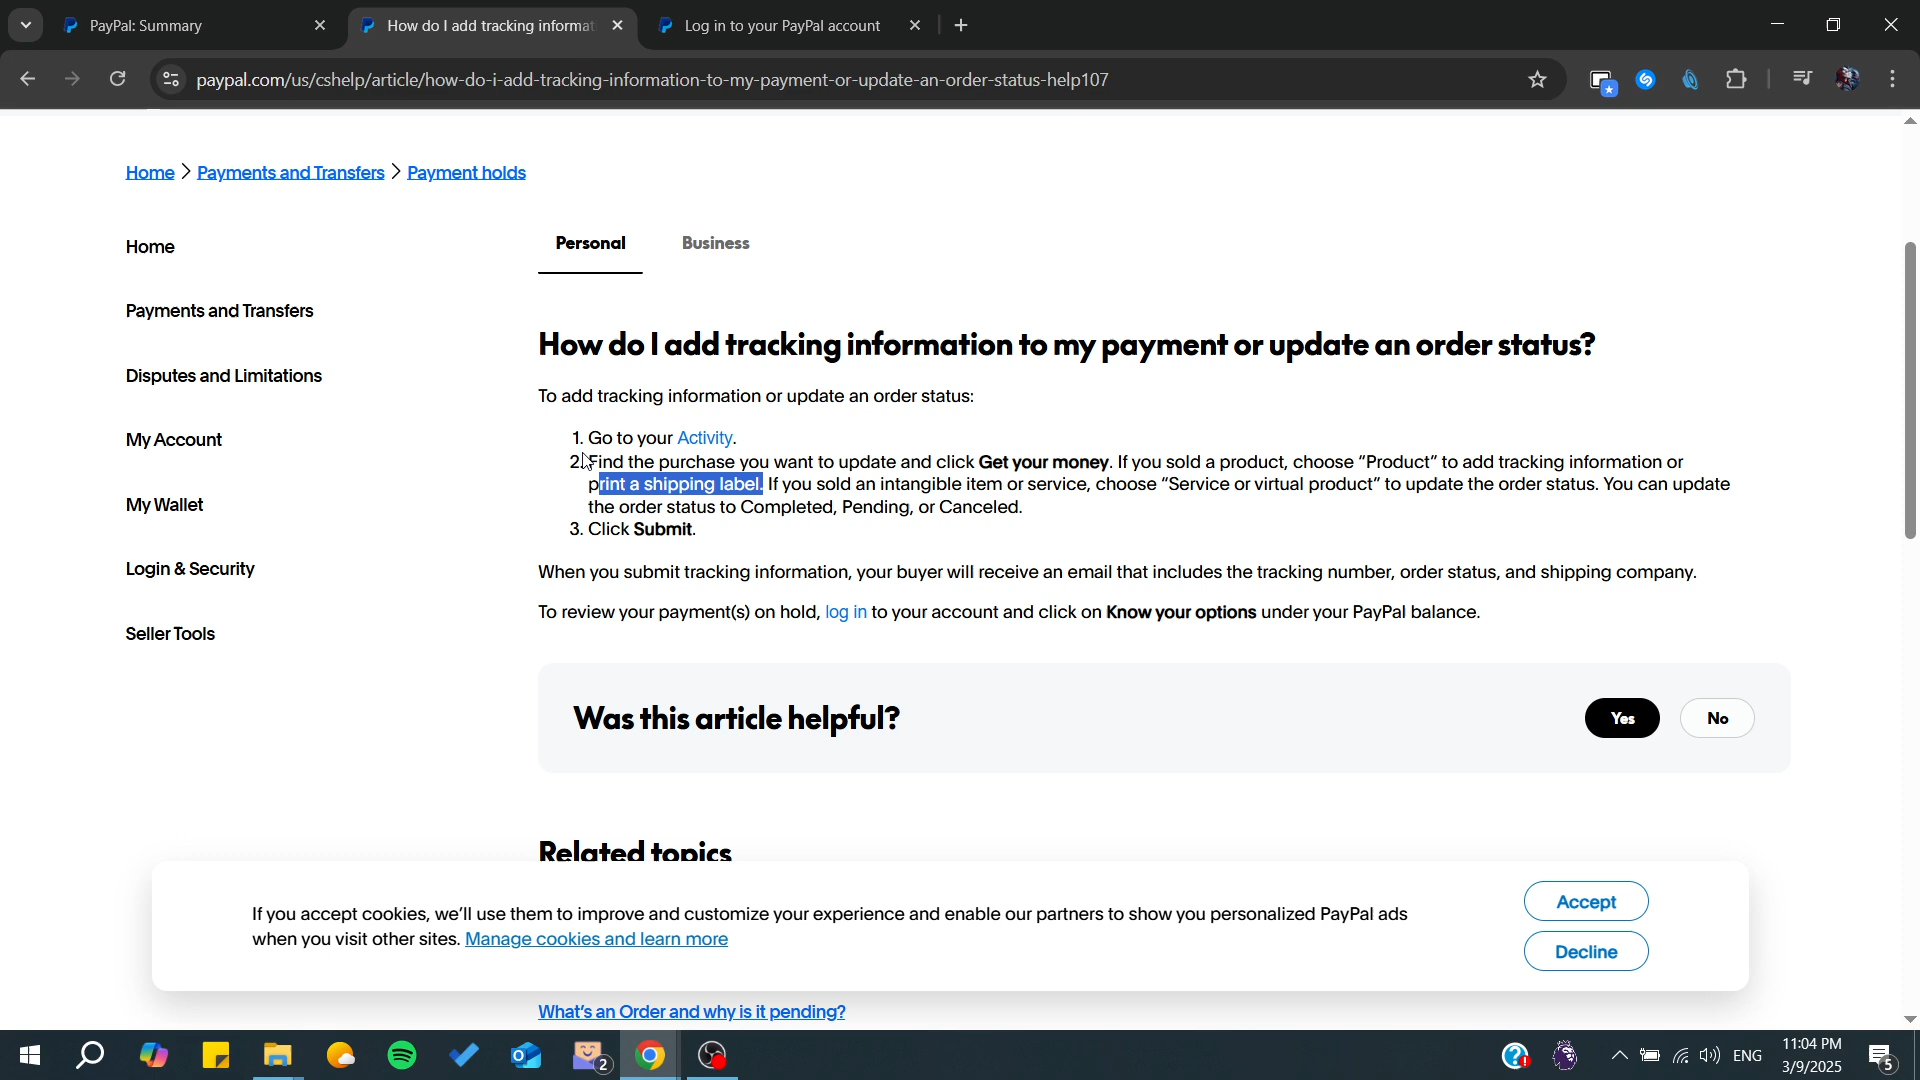 PayPal: Summary
How do I add tracking informat
Log in to your PayPal account
paypal.com/us/cshelp/article/how-do-i-add-tracking-information-to-my-payment-or-update-an-order-status-help107
Home > Payments and Transfers > Payment holds
Home
Payments and Transfers
Disputes and Limitations
My Account
My Wallet
Login & Security
Seller Tools
Personal Business
How do I add tracking information to my payment or update an order status?
To add tracking information or update an order status:
1. Go to your Activity.
2. Find the purchase you want to update and click Get your money. If you sold a product, choose “Product” to add tracking information or
print a shipping label. If you sold an intangible item or service, choose “Service or virtual product” to update the order status. You can update
the order status to Completed, Pending, or Canceled.
3. Click Submit.
When you submit tracking information, your buyer will receive an email that includes the tracking number, order status, and shipping company.
To review your payment(s) on hold, log in to your account and click on Know your options under your PayPal balance.
Was this article helpful?
Yes
No
Related topics
If you accept cookies, we’ll use them to improve and customize your experience and enable our partners to show you personalized PayPal ads
when you visit other sites. Manage cookies and learn more
Accept
Decline
What’s an Order and why is it pending?
2
ENG
11:04 PM
3/9/2025
5